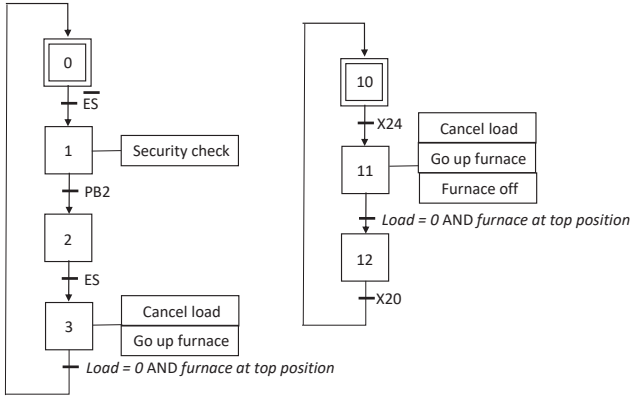 0
E̅S̅
1
Security check
PB2
2
ES
3
Cancel load
Go up furnace
Load = 0 AND furnace at top position
10
X24
11
Cancel load
Go up furnace
Furnace off
Load = 0 AND furnace at top position
12
X20